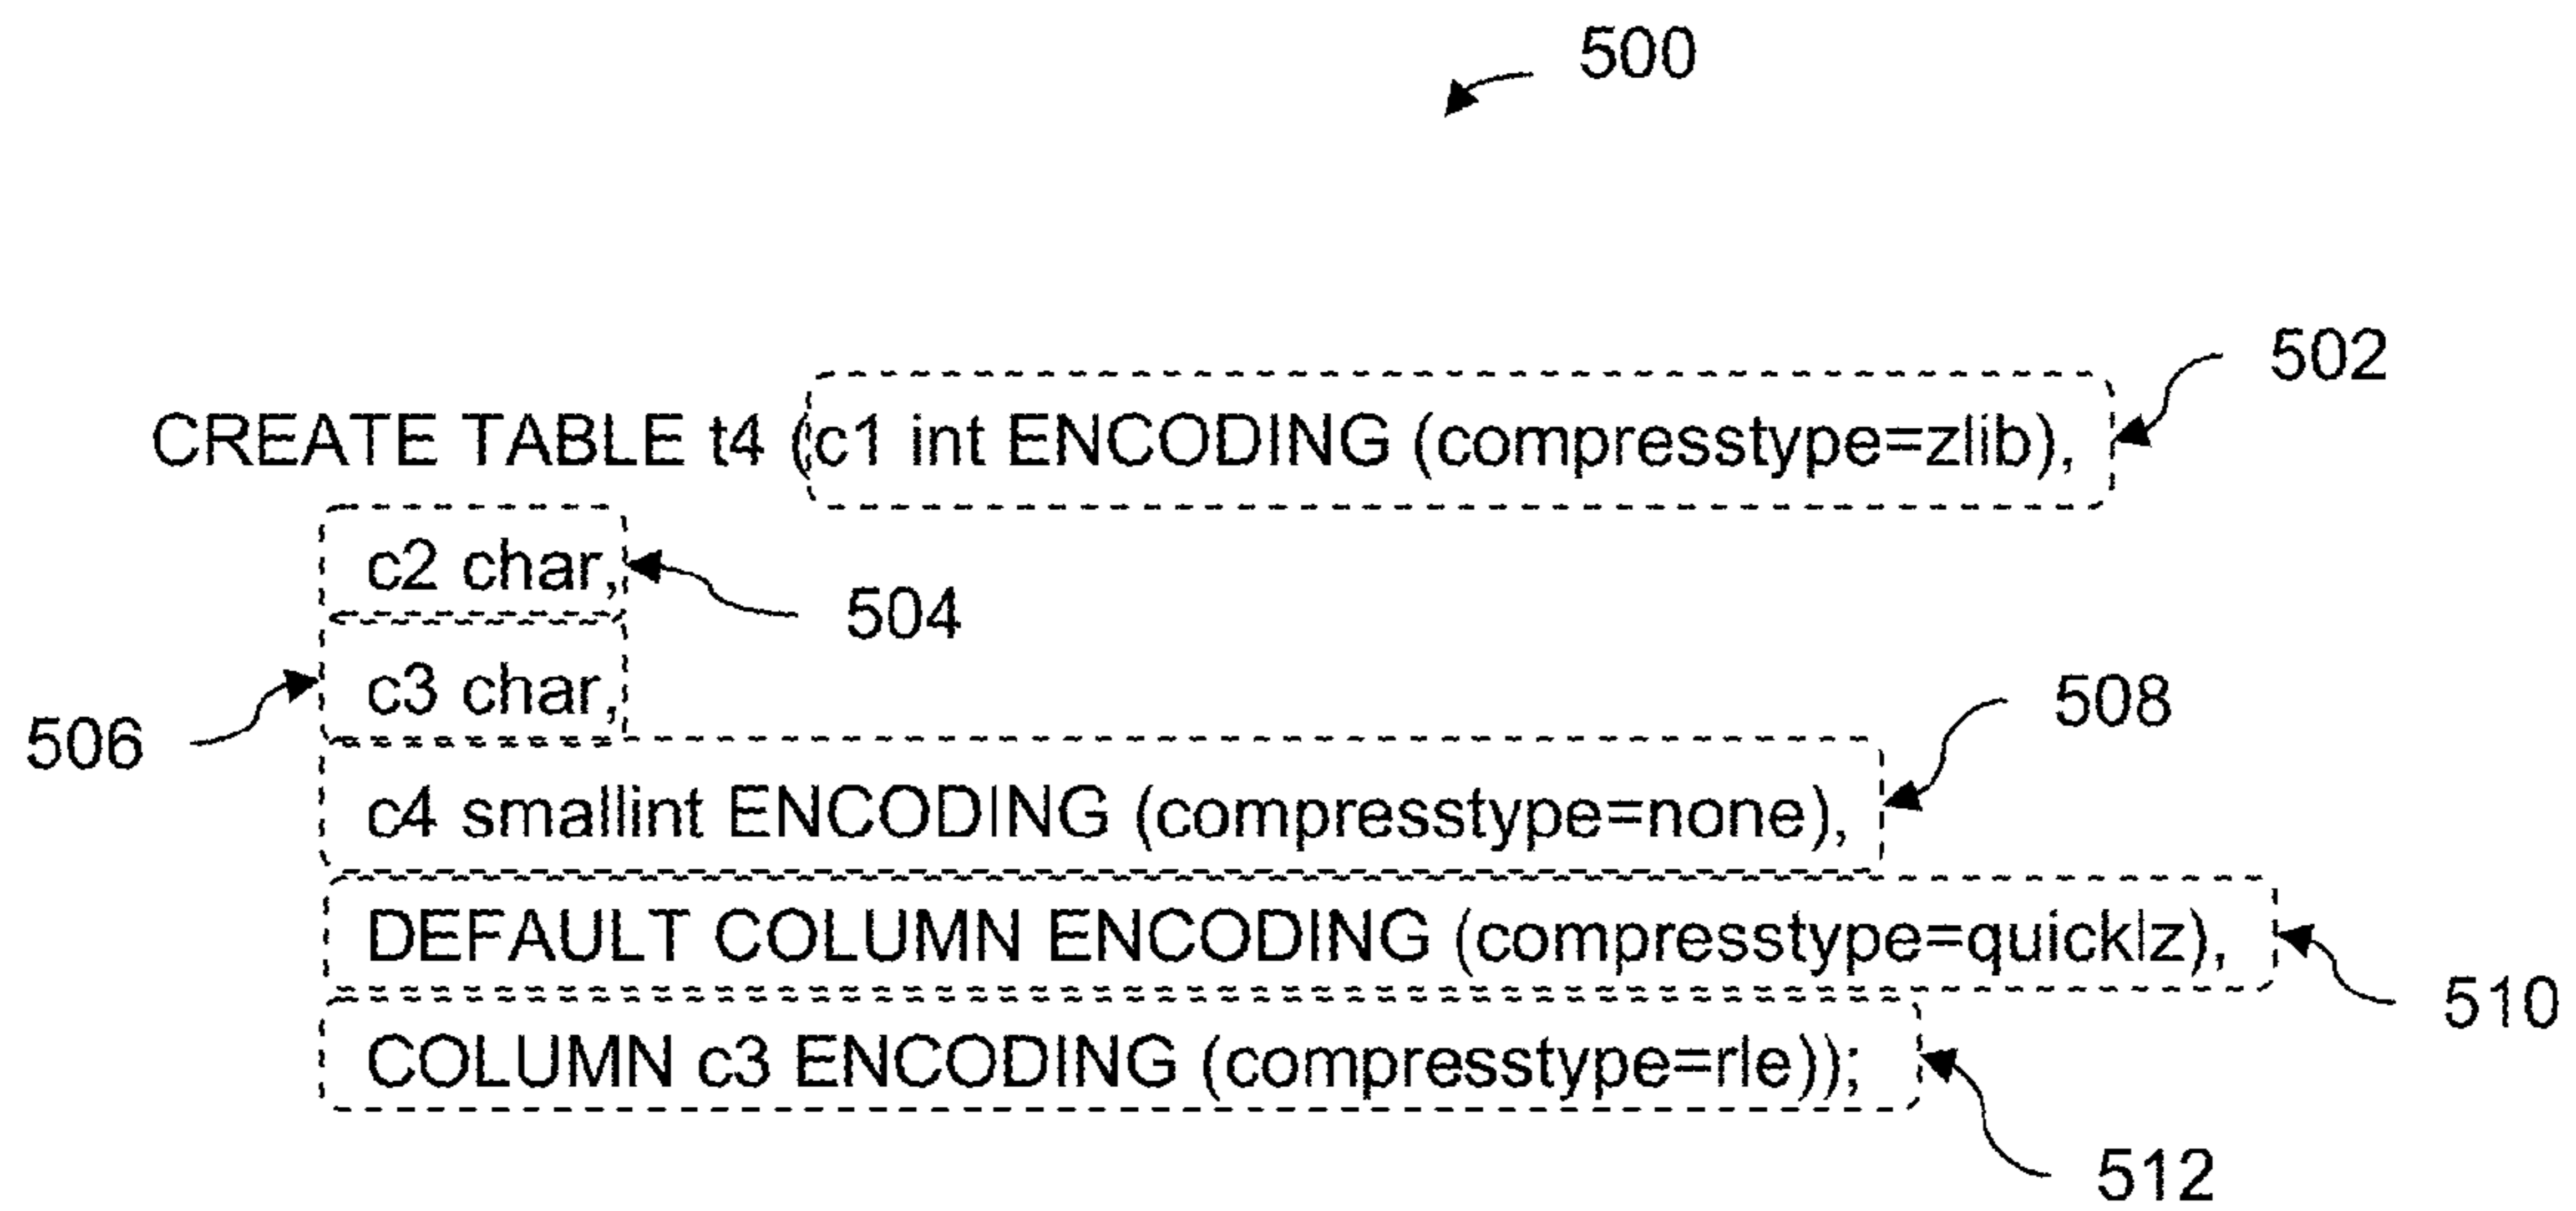 500
502
CREATE TABLE t4 (c1 int ENCODING (compresstype=zlib),
c2 char,
504
c3 char,
506
508
c4 smallint ENCODING (compresstype=none),
DEFAULT COLUMN ENCODING (compresstype=quicklz),
510
COLUMN c3 ENCODING (compresstype=rle));
512